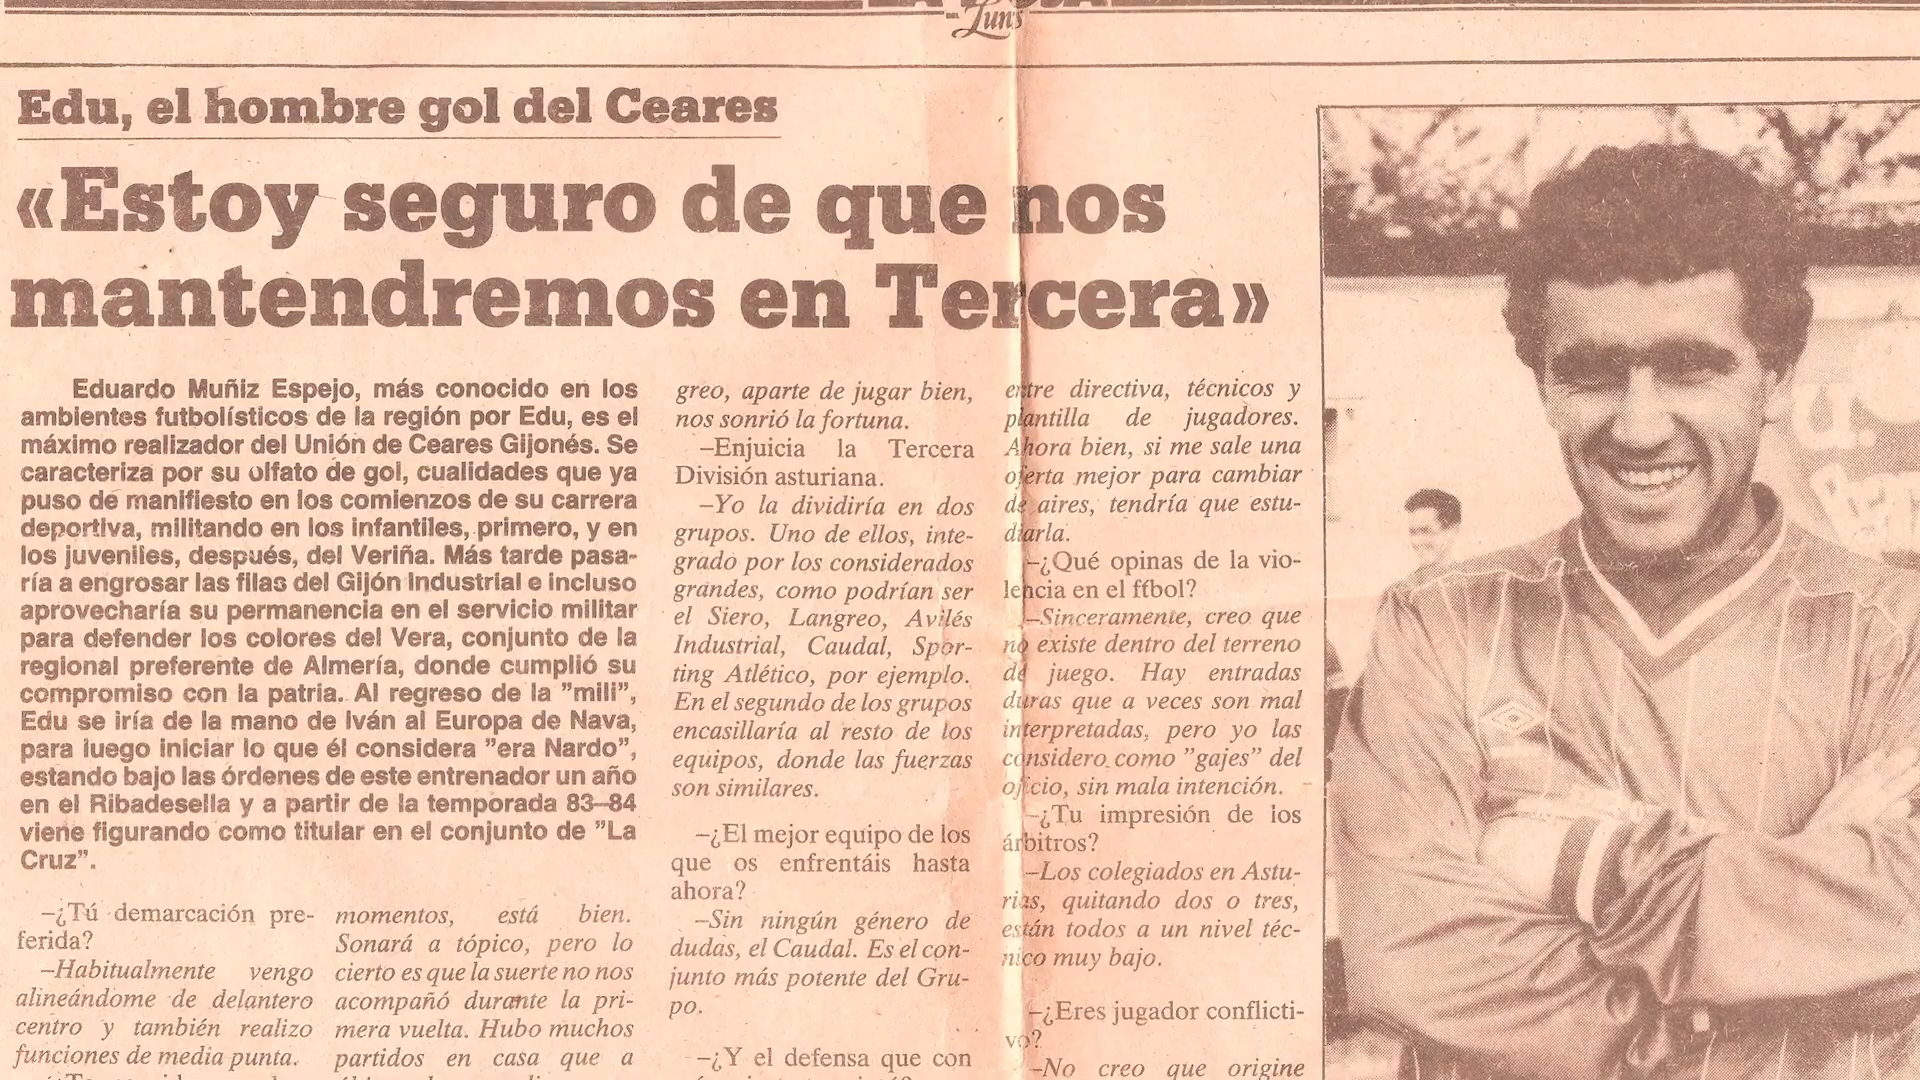 Luns
Edu, el hombre gol del Ceares
«Estoy seguro de que nos
mantendremos en Tercera»
Eduardo Muñiz Espejo, más conocido en los
ambientes futbolísticos de la región por Edu, es el
máximo realizador del Unión de Ceares Gijonés. Se
caracteriza por su olfato de gol, cualidades que ya
puso de manifiesto en los comienzos de su carrera
deportiva, militando en los infantiles, primero, y en
los juveniles, después, del Veriña. Más tarde pasa-
ría a engrosar las filas del Gijón Industrial e incluso
aprovecharía su permanencia en el servicio militar
para defender los colores del Vera, conjunto de la
regional preferente de Almería, donde cumplió su
compromiso con la patria. Al regreso de la ”mili”,
Edu se iría de la mano de Iván al Europa de Nava,
para luego iniciar lo que él considera ”era Nardo”,
estando bajo las órdenes de este entrenador un año
en el Ribadesella y a partir de la temporada 83–84
viene figurando como titular en el conjunto de ”La
Cruz”.
–¿Tú demarcación pre-
ferida?
–Habitualmente vengo
alineándome de delantero
centro y también realizo
funciones de media punta.
momentos, está bien.
Sonará a tópico, pero lo
cierto es que la suerte no nos
acompañó durante la pri-
mera vuelta. Hubo muchos
partidos en casa que a
greo, aparte de jugar bien,
nos sonrió la fortuna.
–Enjuicia la Tercera
División asturiana.
–Yo la dividiría en dos
grupos. Uno de ellos, inte-
grado por los considerados
grandes, como podrían ser
el Siero, Langreo, Avilés
Industrial, Caudal, Spor-
ting Atlético, por ejemplo.
En el segundo de los grupos
encasillaría al resto de los
equipos, donde las fuerzas
son similares.
–¿El mejor equipo de los
que os enfrentáis hasta
ahora?
–Sin ningún género de
dudas, el Caudal. Es el con-
junto más potente del Gru-
po.
–¿Y el defensa que con
entre directiva, técnicos y
plantilla de jugadores.
Ahora bien, si me sale una
oferta mejor para cambiar
de aires, tendría que estu-
diarla.
–¿Qué opinas de la vio-
lencia en el ffbol?
–Sinceramente, creo que
no existe dentro del terreno
de juego. Hay entradas
duras que a veces son mal
interpretadas, pero yo las
considero como ”gajes” del
oficio, sin mala intención.
–¿Tu impresión de los
árbitros?
–Los colegiados en Astu-
rias, quitando dos o tres,
están todos a un nivel téc-
nico muy bajo.
–¿Eres jugador conflicti-
vo?
–No creo que origine